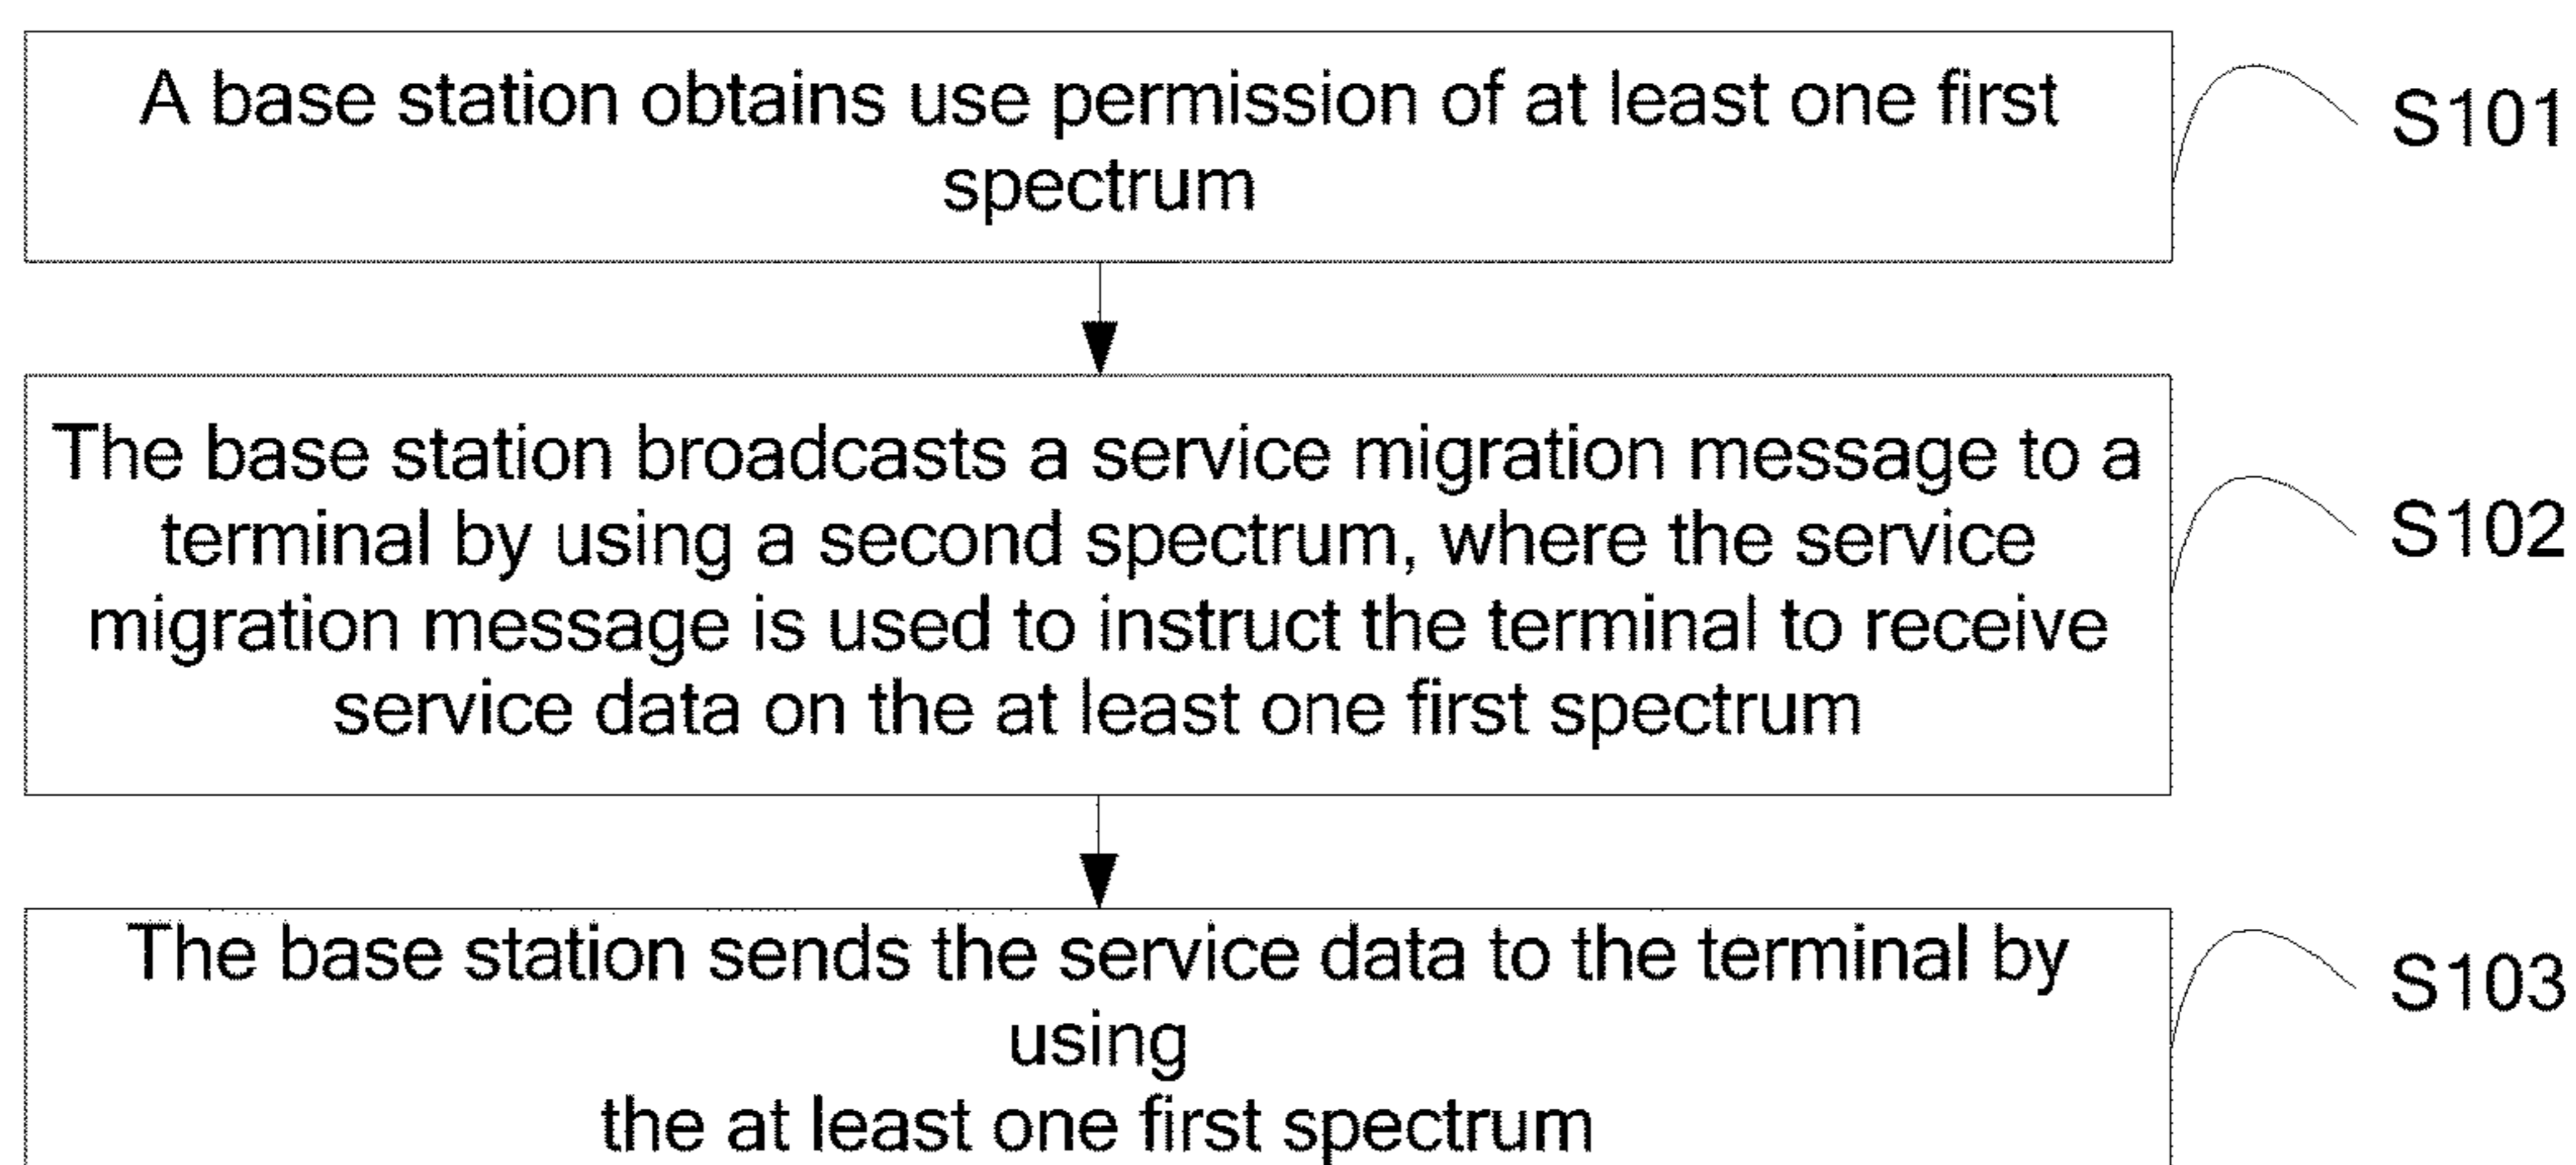 A base station obtains use permission of at least one first
spectrum
S101
The base station broadcasts a service migration message to a
terminal by using a second spectrum, where the service
migration message is used to instruct the terminal to receive
service data on the at least one first spectrum
S102
The base station sends the service data to the terminal by
using
the at least one first spectrum
S103